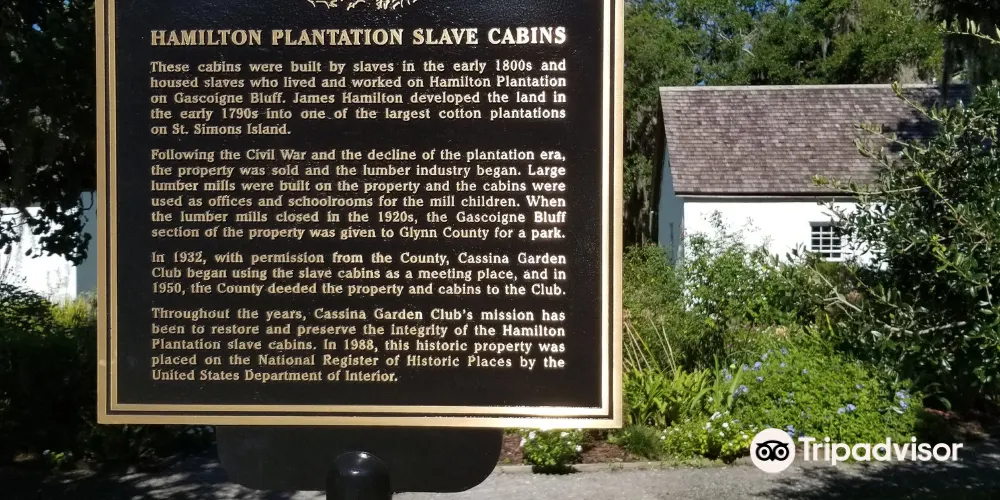 HAMILTON PLANTATION SLAVE CABINS
These cabins were built by slaves in the early 1800s and
housed slaves who lived and worked on Hamilton Plantation
on Gascoigne Bluff. James Hamilton developed the land in
the early 1790s into one of the largest cotton plantations
on St. Simons Island.
Following the Civil War and the decline of the plantation era,
the property was sold and the lumber industry began. Large
lumber mills were built on the property and the cabins were
used as offices and schoolrooms for the mill children. When
the lumber mills closed in the 1920s, the Gascoigne Bluff
section of the property was given to Glynn County for a park.
In 1932, with permission from the County, Cassina Garden
Club began using the slave cabins as a meeting place, and in
1950, the County deeded the property and cabins to the Club.
Throughout the years, Cassina Garden Club's mission has
been to restore and preserve the integrity of the Hamilton
Plantation slave cabins. In 1988, this historic property was
placed on the National Register of Historic Places by the
United States Department of Interior.
Tripadvisor